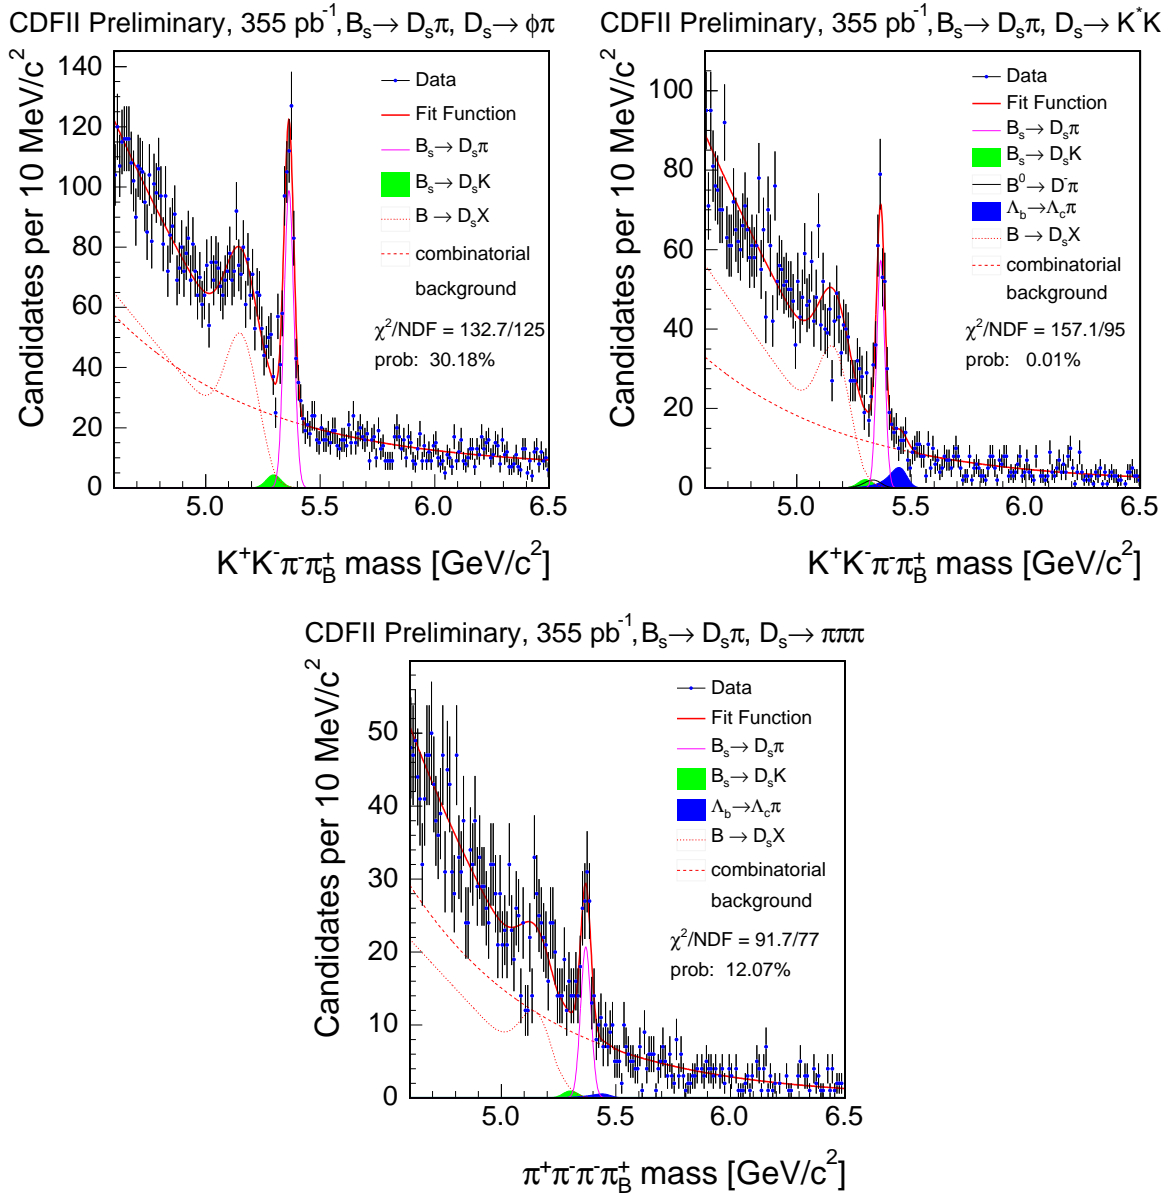 CDFII Preliminary, 355 pb⁻¹, Bₛ→ Dₛπ, Dₛ→ φπ
Candidates per 10 MeV/c²
140
120
100
80
60
40
20
0
Data
Fit Function
Bₛ→ Dₛπ
Bₛ→ DₛK
B → DₛX
combinatorial
background
χ²/NDF = 132.7/125
prob: 30.18%
5.0 5.5 6.0 6.5
K⁺K⁻π⁻π_B⁺ mass [GeV/c²]
CDFII Preliminary, 355 pb⁻¹, Bₛ→ Dₛπ, Dₛ→ K*K
Candidates per 10 MeV/c²
100
80
60
40
20
0
Data
Fit Function
Bₛ→ Dₛπ
Bₛ→ DₛK
B⁰→ D⁻π
Λ_b→Λ_cπ
B → DₛX
combinatorial
background
χ²/NDF = 157.1/95
prob: 0.01%
5.0 5.5 6.0 6.5
K⁺K⁻π⁻π_B⁺ mass [GeV/c²]
CDFII Preliminary, 355 pb⁻¹, Bₛ→ Dₛπ, Dₛ→ πππ
Candidates per 10 MeV/c²
50
40
30
20
10
0
Data
Fit Function
Bₛ→ Dₛπ
Bₛ→ DₛK
Λ_b→Λ_cπ
B → DₛX
combinatorial
background
χ²/NDF = 91.7/77
prob: 12.07%
5.0 5.5 6.0 6.5
π⁺π⁻π⁻π_B⁺ mass [GeV/c²]